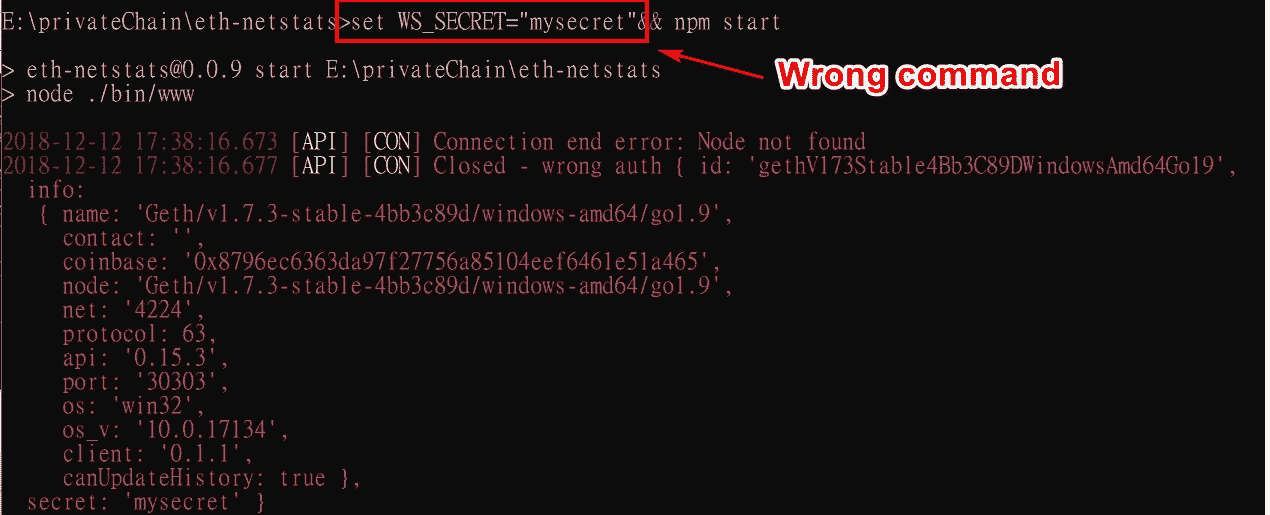 E:\privateChain\eth-netstats>set WS_SECRET="mysecret"&& npm start
> eth-netstats@0.0.9 start E:\privateChain\eth-netstats
Wrong command
> node ./bin/www
2018-12-12 17:38:16.673 [API] [CON] Connection end error: Node not found
2018-12-12 17:38:16.677 [API] [CON] Closed - wrong auth { id: 'gethV173Stable4Bb3C89DWindowsAmd64Go19',
info:
{ name: 'Geth/v1.7.3-stable-4bb3c89d/windows-amd64/go1.9',
contact: '',
coinbase: '0x8796ec6363da97f27756a85104eef6461e51a465',
node: 'Geth/v1.7.3-stable-4bb3c89d/windows-amd64/go1.9',
net: '4224',
protocol: 63,
api: '0.15.3',
port: '30303',
os: 'win32',
os_v: '10.0.17134',
client: '0.1.1',
canUpdateHistory: true },
secret: 'mysecret' }